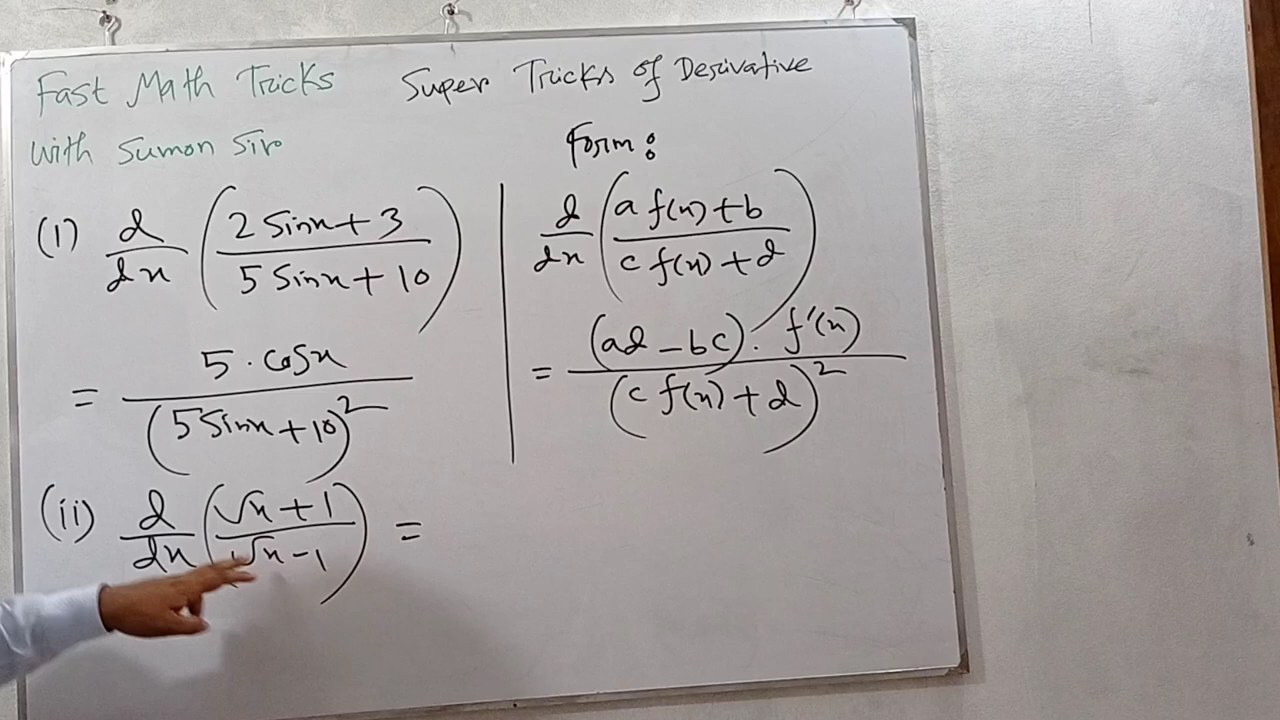 Fast Math Tricks Super Tricks of Derivative
with Sumon Sir
Form:
(i) d/dx (2 Sinx + 3 / 5 Sinx + 10)
= 5 · cosx / (5 Sinx + 10)²
(ii) d/dx (√x + 1 / √x - 1) =
d/dx (a f(x) + b / c f(x) + d)
= (ad - bc) · f'(x) / (c f(x) + d)²